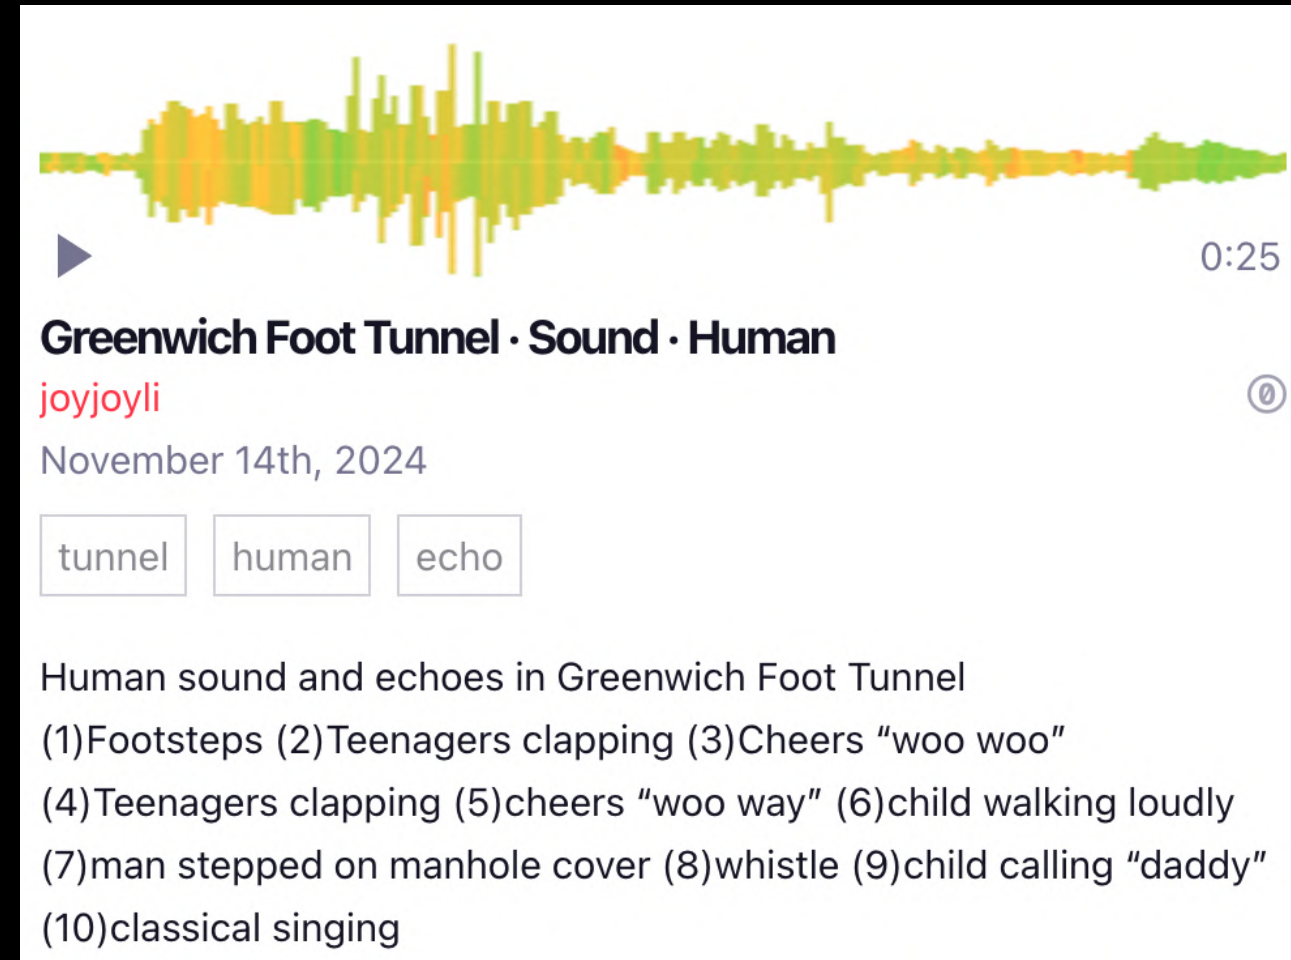 0:25
Greenwich Foot Tunnel · Sound · Human
joyjoyli
0
November 14th, 2024
tunnel human echo
Human sound and echoes in Greenwich Foot Tunnel
(1)Footsteps (2)Teenagers clapping (3)Cheers “woo woo”
(4)Teenagers clapping (5)cheers “woo way” (6)child walking loudly
(7)man stepped on manhole cover (8)whistle (9)child calling “daddy”
(10)classical singing